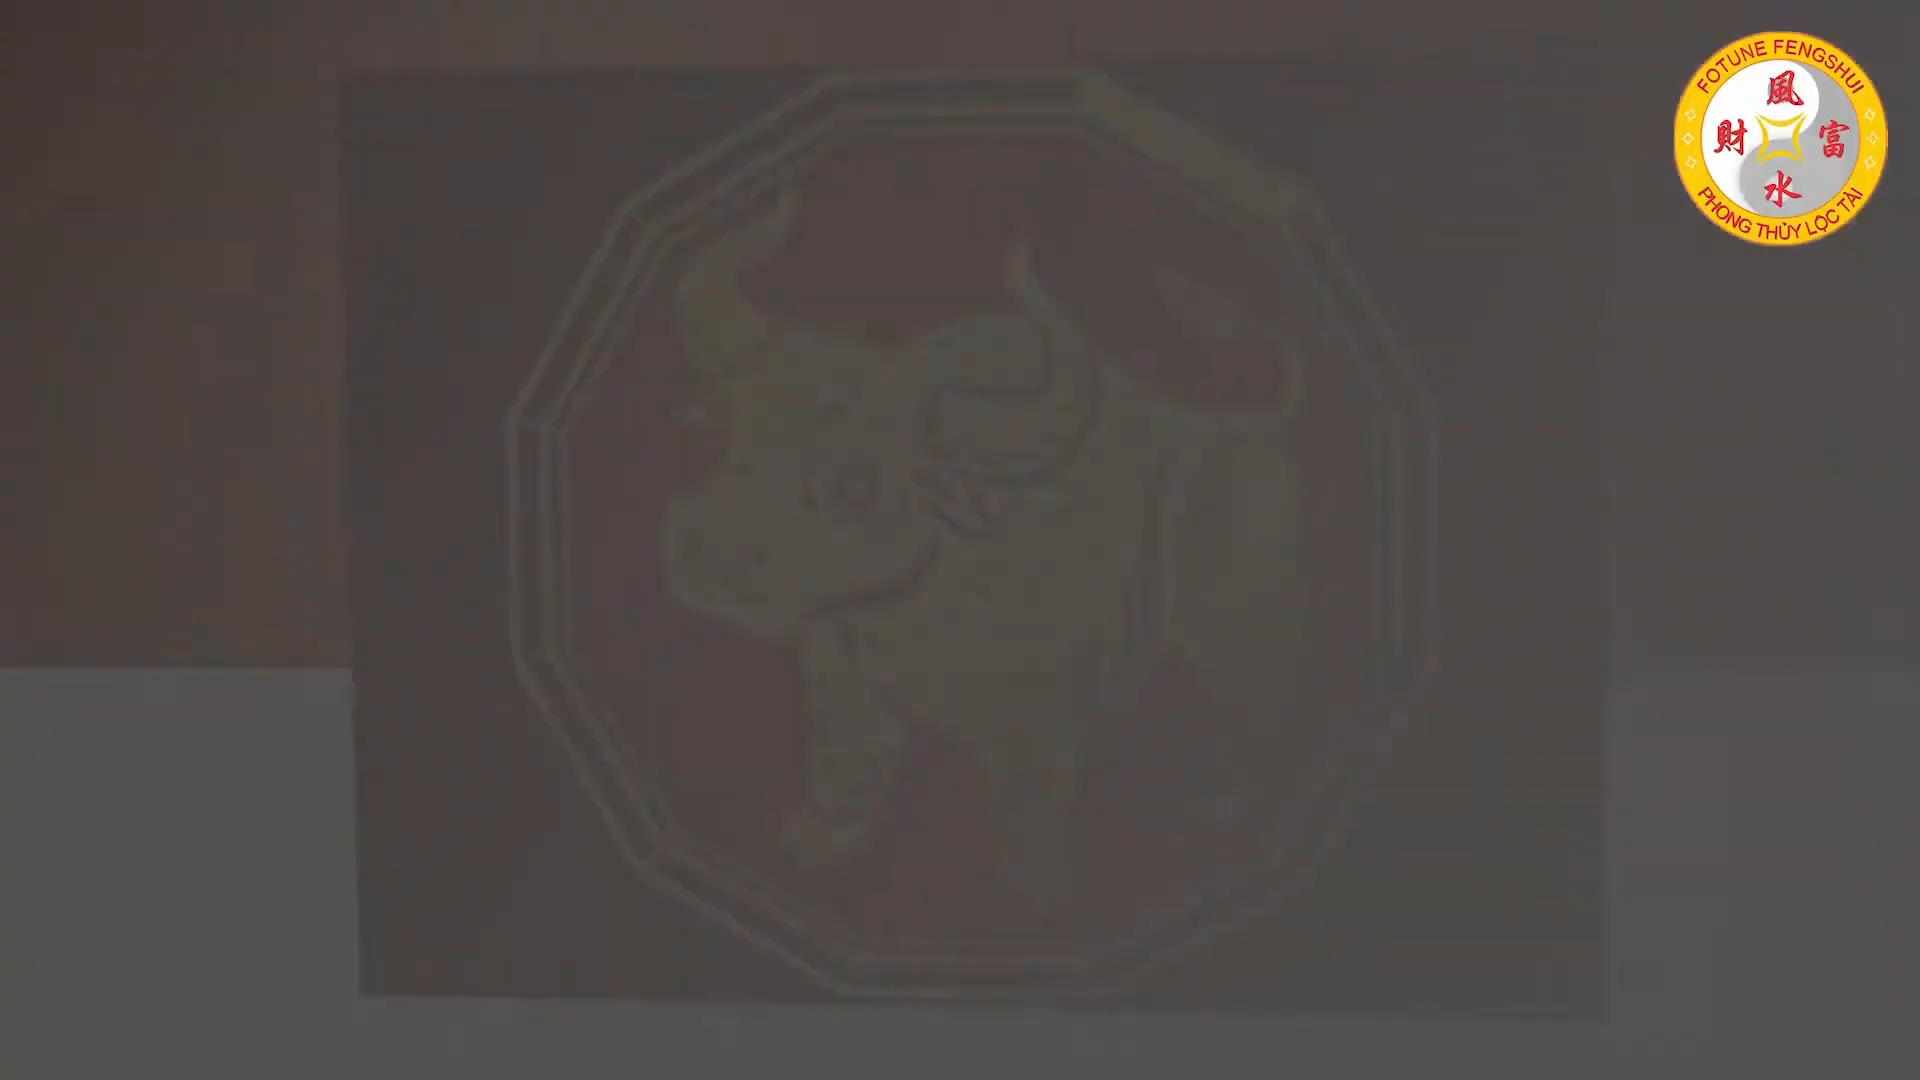 FOTUNE FENGSHUI
風
財 富
水
PHONG THỦY LỘC TÀI